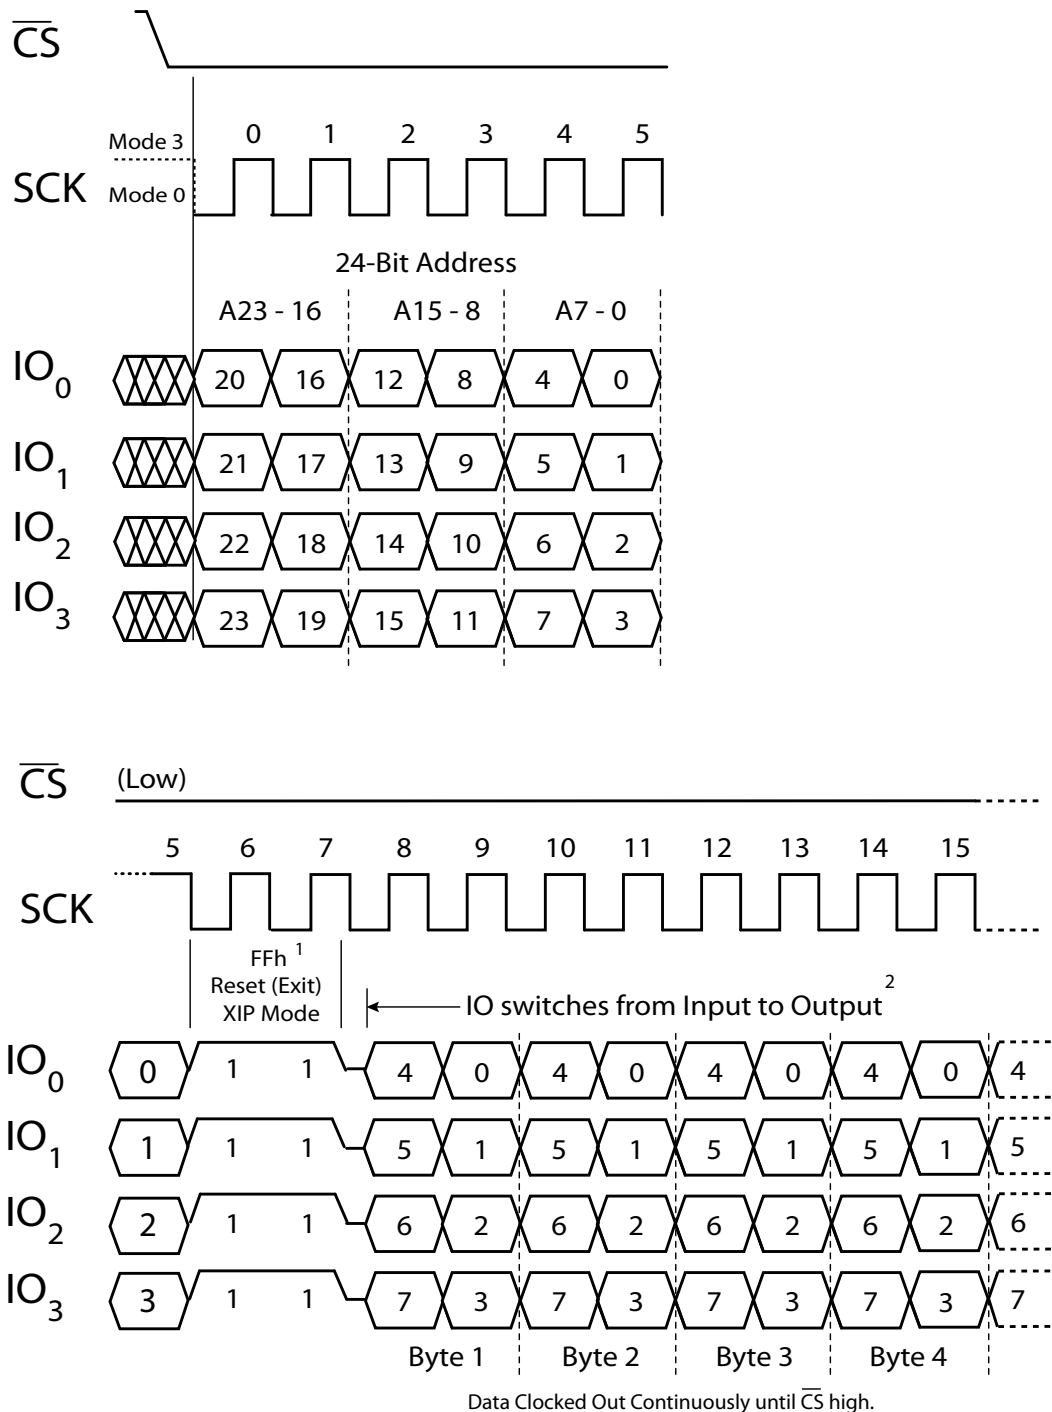 CS
Mode 3 0 1 2 3 4 5
SCK Mode 0
24-Bit Address
A23 - 16 A15 - 8 A7 - 0
IO0 20 16 12 8 4 0
IO1 21 17 13 9 5 1
IO2 22 18 14 10 6 2
IO3 23 19 15 11 7 3
CS (Low)
5 6 7 8 9 10 11 12 13 14 15
SCK
FFh 1
Reset (Exit)
XIP Mode
IO switches from Input to Output 2
IO0 0 1 1 4 0 4 0 4 0 4 0 4
IO1 1 1 1 5 1 5 1 5 1 5 1 5
IO2 2 1 1 6 2 6 2 6 2 6 2 6
IO3 3 1 1 7 3 7 3 7 3 7 3 7
Byte 1 Byte 2 Byte 3 Byte 4
Data Clocked Out Continuously until CS high.